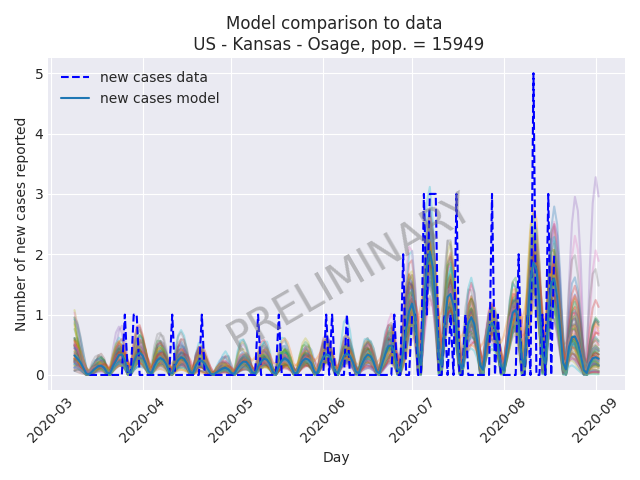 Model comparison to data
US - Kansas - Osage, pop. = 15949
new cases data
new cases model
PRELIMINARY
Number of new cases reported
5
4
3
2
1
0
2020-03
2020-04
2020-05
2020-06
2020-07
2020-08
2020-09
Day